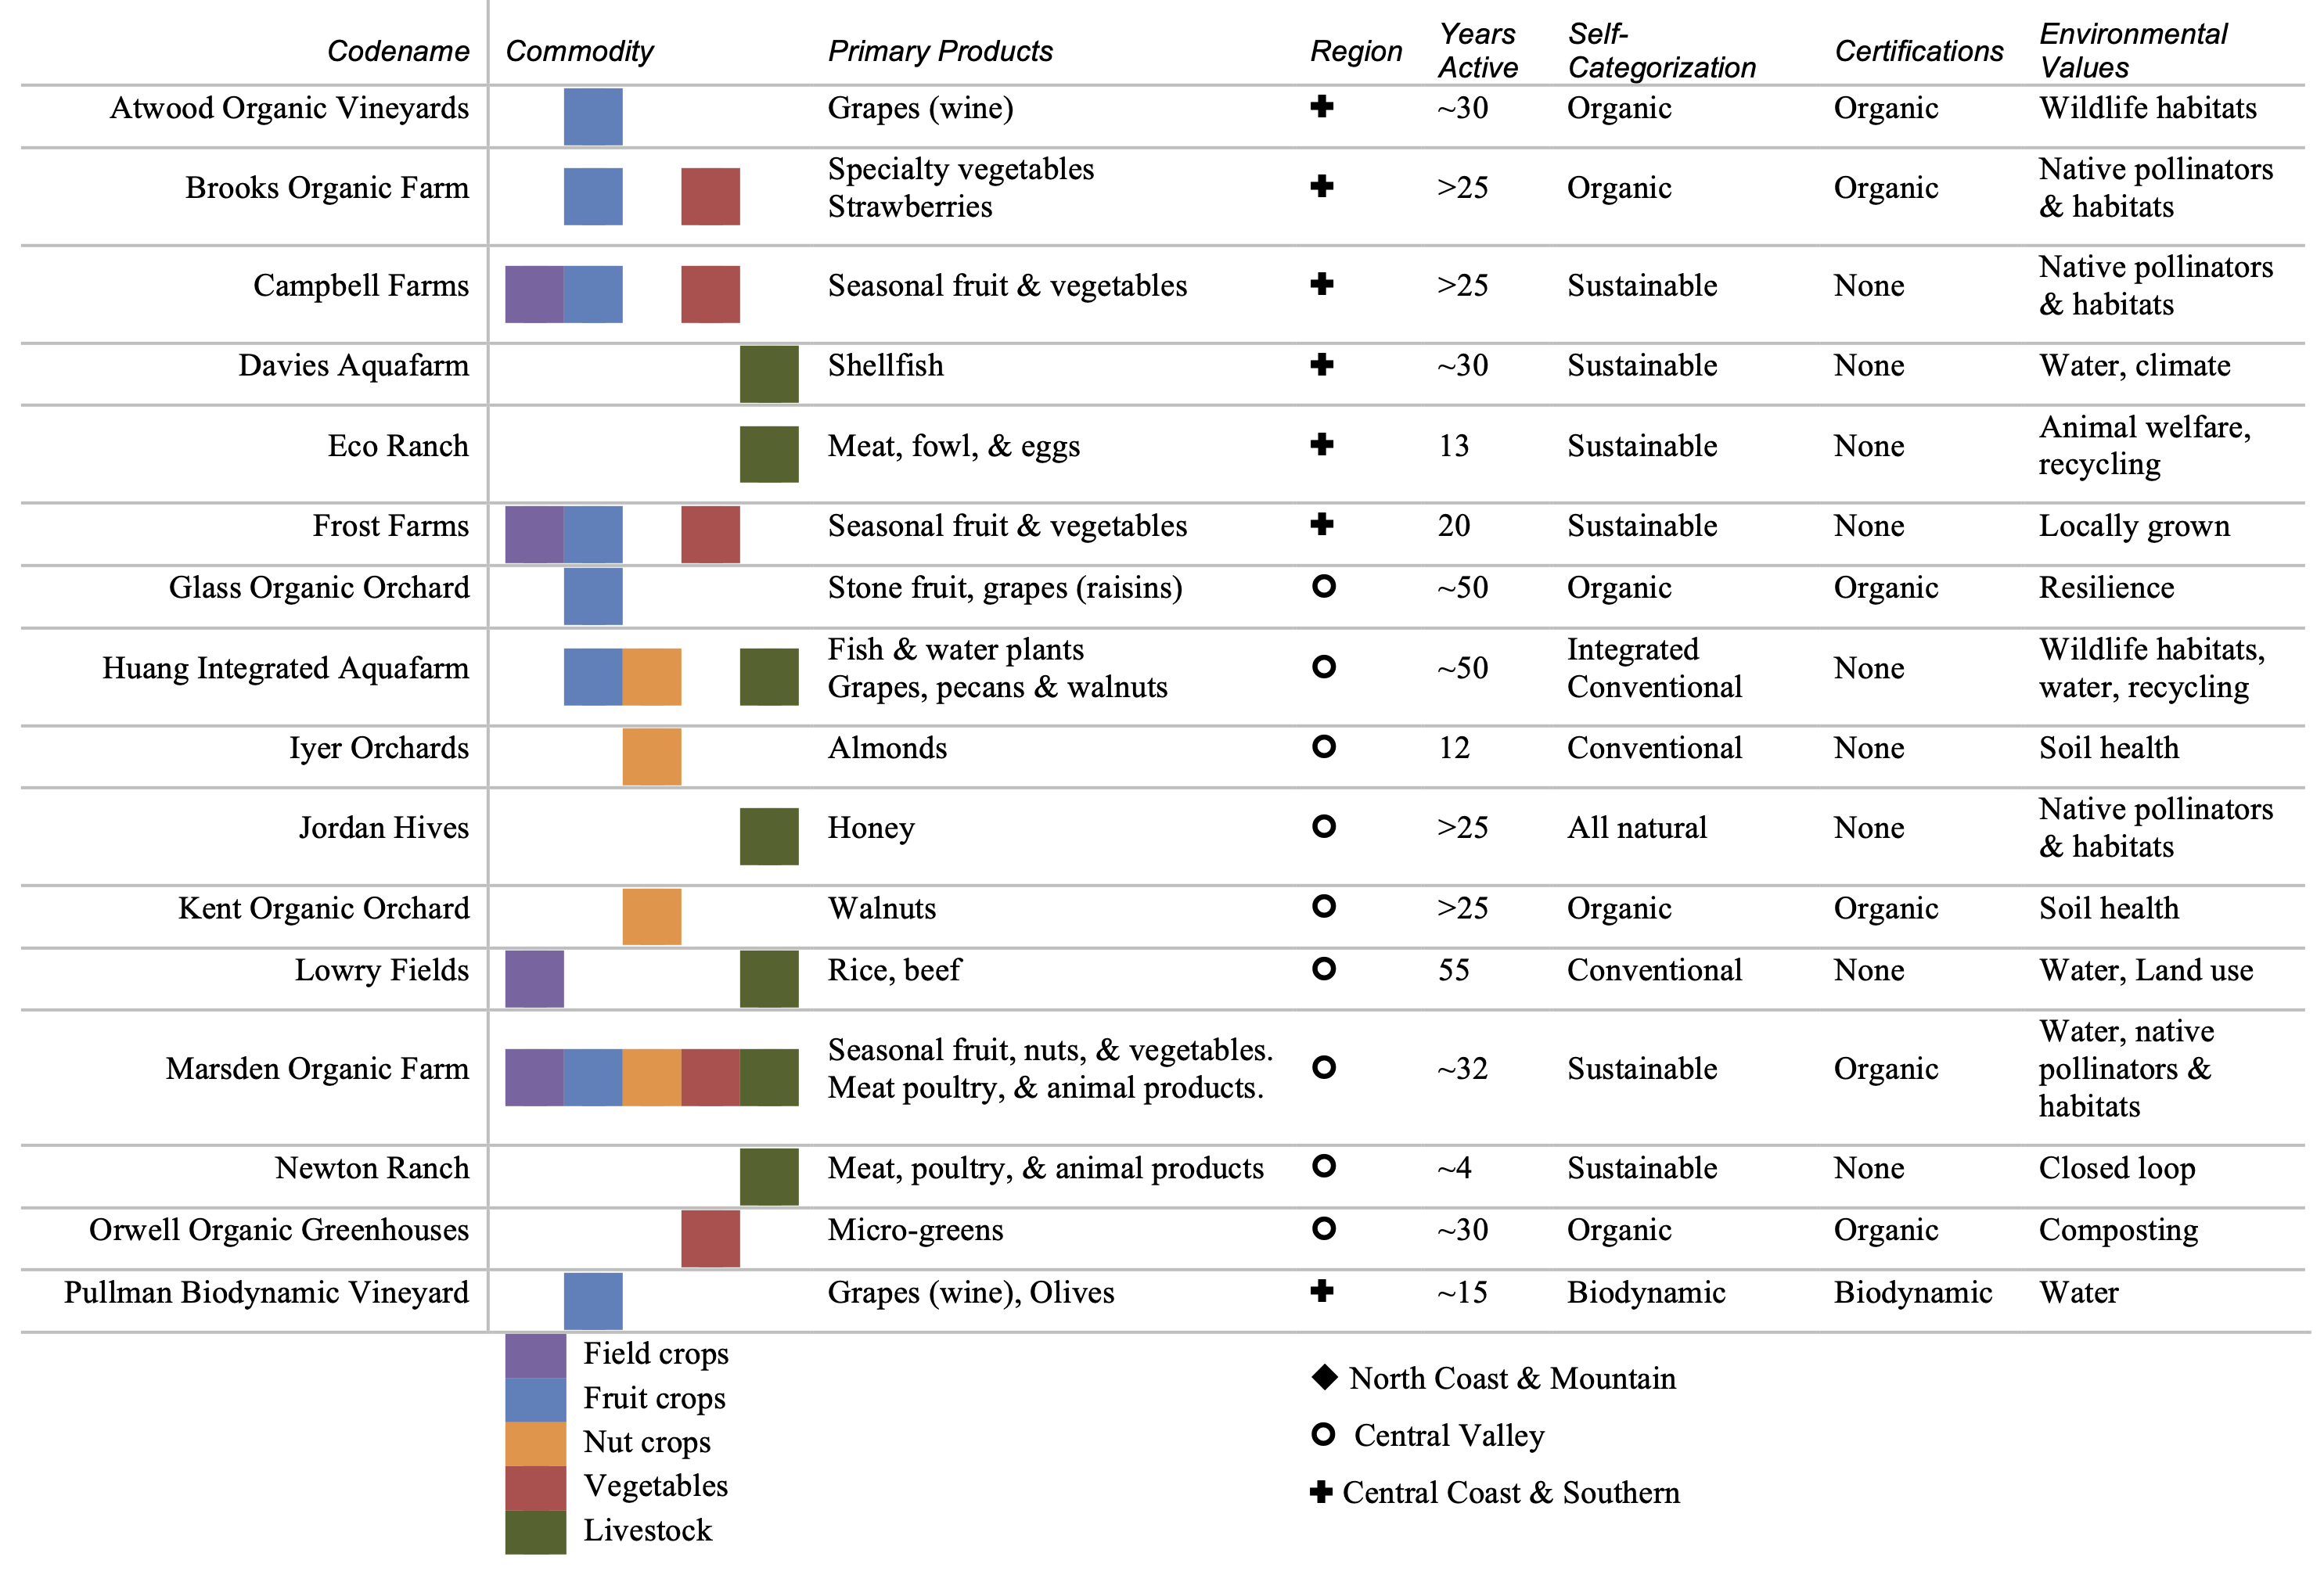 Codename Commodity Primary Products Region Years Active Self-Categorization Certifications Environmental Values
Atwood Organic Vineyards Grapes (wine) ~30 Organic Organic Wildlife habitats
Brooks Organic Farm Specialty vegetables Strawberries >25 Organic Organic Native pollinators & habitats
Campbell Farms Seasonal fruit & vegetables >25 Sustainable None Native pollinators & habitats
Davies Aquafarm Shellfish ~30 Sustainable None Water, climate
Eco Ranch Meat, fowl, & eggs 13 Sustainable None Animal welfare, recycling
Frost Farms Seasonal fruit & vegetables 20 Sustainable None Locally grown
Glass Organic Orchard Stone fruit, grapes (raisins) ~50 Organic Organic Resilience
Huang Integrated Aquafarm Fish & water plants Grapes, pecans & walnuts ~50 Integrated Conventional None Wildlife habitats, water, recycling
Iyer Orchards Almonds 12 Conventional None Soil health
Jordan Hives Honey >25 All natural None Native pollinators & habitats
Kent Organic Orchard Walnuts >25 Organic Organic Soil health
Lowry Fields Rice, beef 55 Conventional None Water, Land use
Marsden Organic Farm Seasonal fruit, nuts, & vegetables. Meat poultry, & animal products. ~32 Sustainable Organic Water, native pollinators & habitats
Newton Ranch Meat, poultry, & animal products ~4 Sustainable None Closed loop
Orwell Organic Greenhouses Micro-greens ~30 Organic Organic Composting
Pullman Biodynamic Vineyard Grapes (wine), Olives ~15 Biodynamic Biodynamic Water
Field crops
Fruit crops
Nut crops
Vegetables
Livestock
North Coast & Mountain
Central Valley
Central Coast & Southern